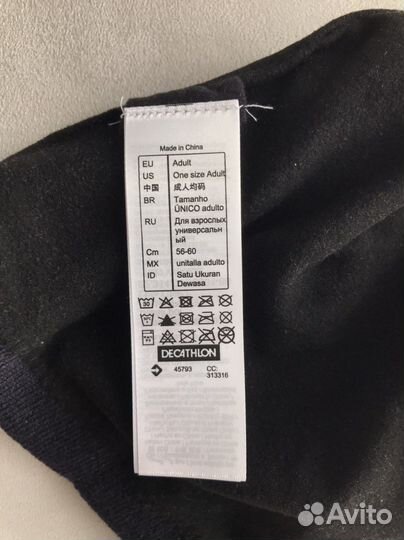 Made in China
EU Adult
US One size Adult
中国 成人均码
BR Tamanho
ÚNICO adulto
RU Для взрослых
универсальн
ый
Cm 56-60
MX unitalla adulto
ID Satu Ukuran
Dewasa
30
DECATHLON
45793 CC:
313316
Avito